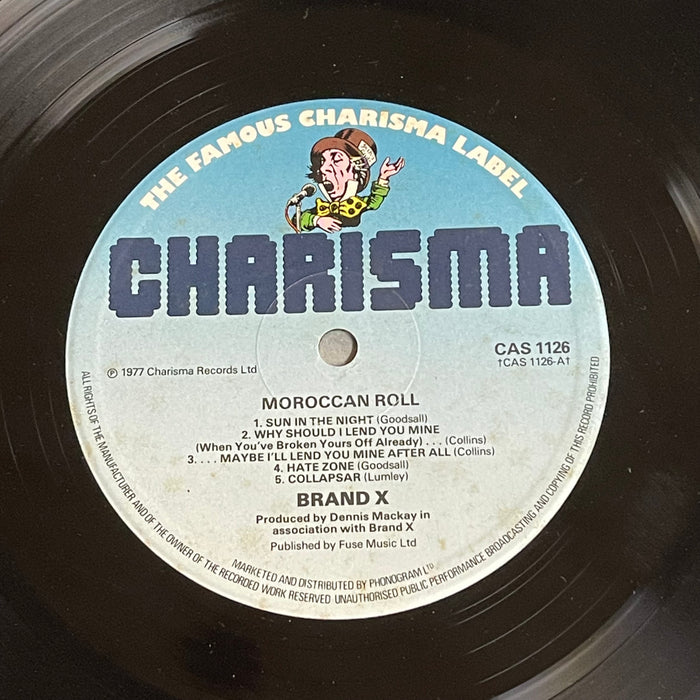 THE FAMOUS CHARISMA LABEL
CHARISMA
CAS 1126
†CAS 1126-A†
℗ 1977 Charisma Records Ltd
MOROCCAN ROLL
1. SUN IN THE NIGHT (Goodsall)
2. WHY SHOULD I LEND YOU MINE
(When You've Broken Yours Off Already) . . . (Collins)
3. . . . MAYBE I'LL LEND YOU MINE AFTER ALL (Collins)
4. HATE ZONE (Goodsall)
5. COLLAPSAR (Lumley)
BRAND X
Produced by Dennis Mackay in
association with Brand X
Published by Fuse Music Ltd
MARKETED AND DISTRIBUTED BY PHONOGRAM LTD
ALL RIGHTS OF THE MANUFACTURER AND OF THE OWNER OF THE RECORDED WORK RESERVED UNAUTHORISED PUBLIC PERFORMANCE BROADCASTING AND COPYING OF THIS RECORD PROHIBITED